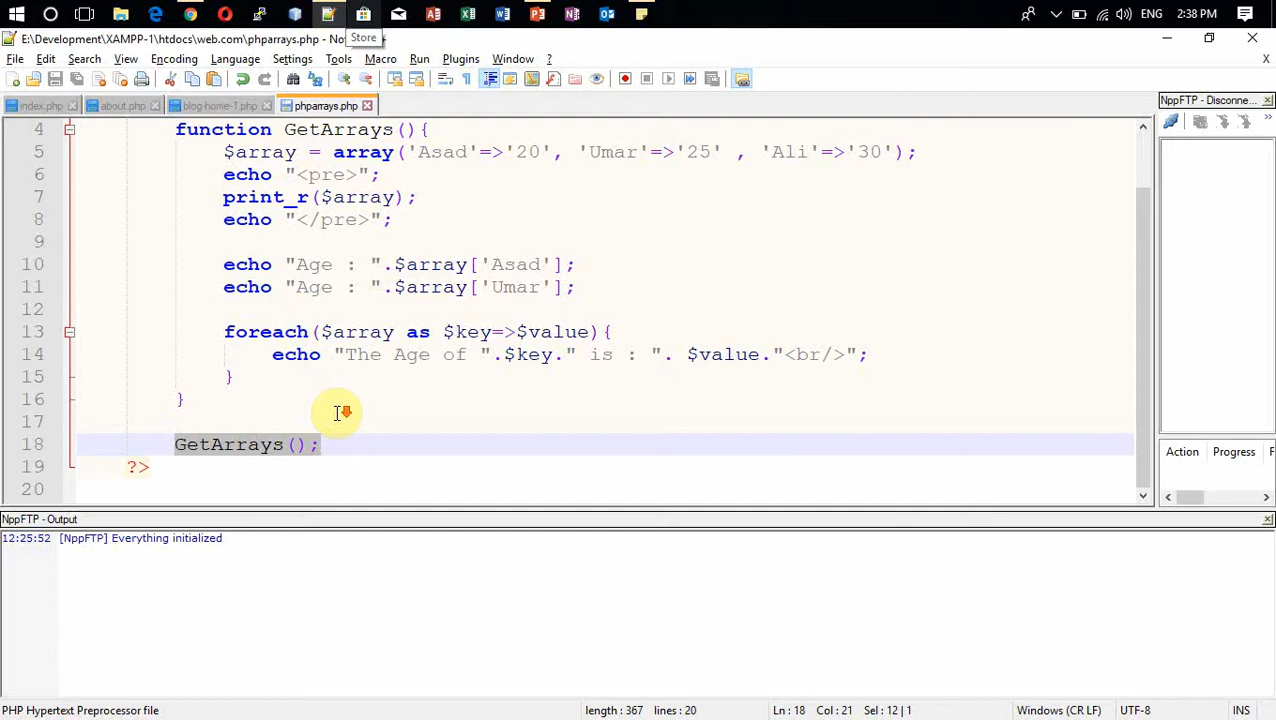 ENG 2:38 PM
Store
E:\Development\XAMPP-1\htdocs\web.com\phparrays.php -
File Edit Search View Encoding Language Settings Tools Macro Run Plugins Window ? X
index.php about.php blog-home-1.php phparrays.php
NppFTP - Disconne...
4 function GetArrays(){
5 $array = array('Asad'=>'20', 'Umar'=>'25' , 'Ali'=>'30');
6 echo "<pre>";
7 print_r($array);
8 echo "</pre>";
9
10 echo "Age : ".$array['Asad'];
11 echo "Age : ".$array['Umar'];
12
13 foreach($array as $key=>$value){
14 echo "The Age of ".$key." is : ". $value."<br/>";
15 }
16 }
17
18 GetArrays();
19 ?>
20
Action Progress F
NppFTP - Output
12:25:52 [NppFTP] Everything initialized
PHP Hypertext Preprocessor file length : 367 lines : 20 Ln : 18 Col : 21 Sel : 12 | 1 Windows (CR LF) UTF-8 INS